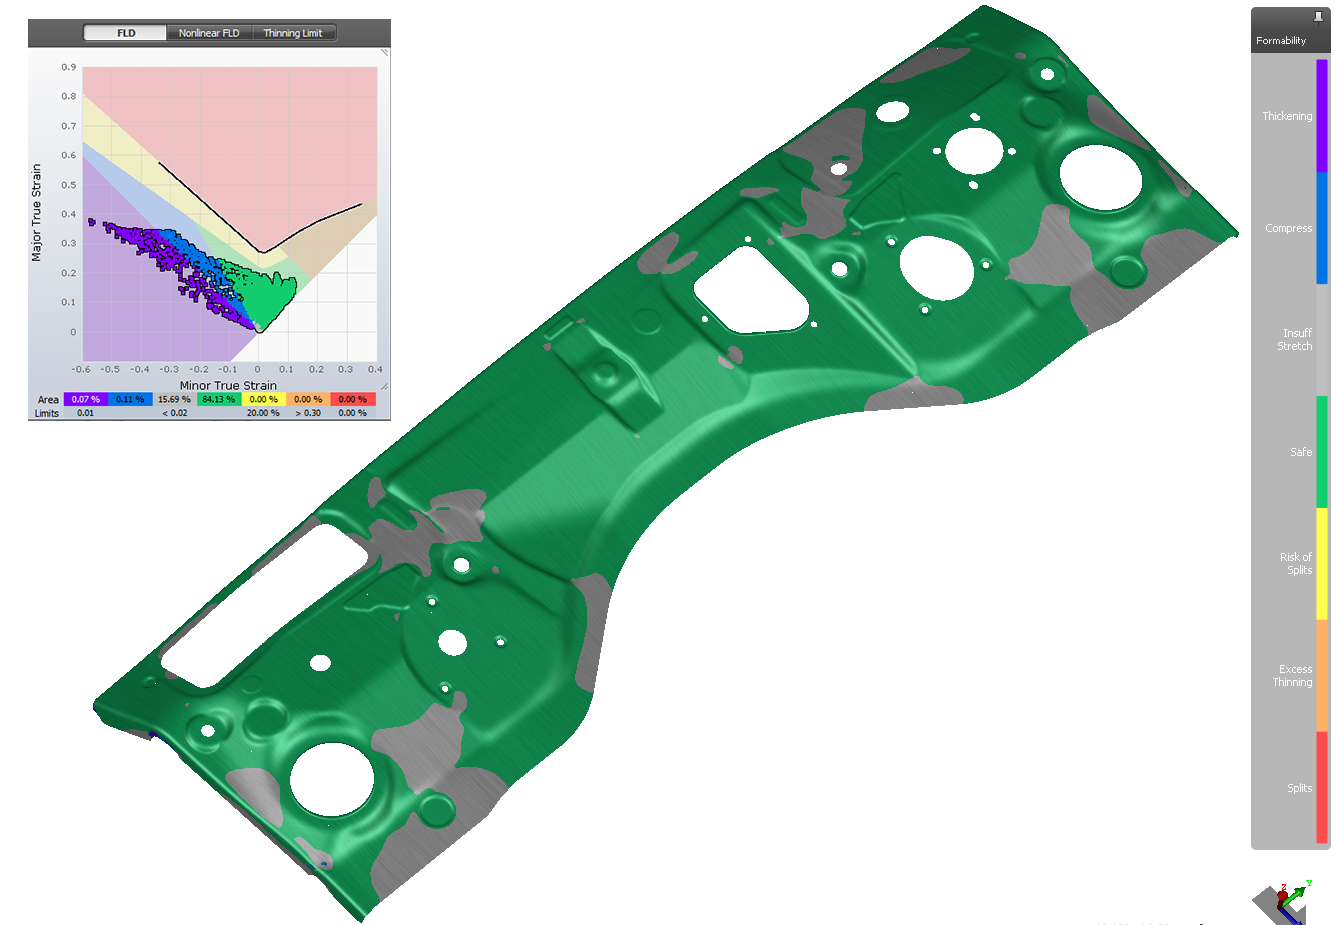 FLD Nonlinear FLD Thinning Limit
0.9
0.8
0.7
0.6
0.5
0.4
0.3
0.2
0.1
0
Major True Strain
-0.6 -0.5 -0.4 -0.3 -0.2 -0.1 0 0.1 0.2 0.3 0.4
Minor True Strain
Area 0.07 % 0.11 % 15.69 % 84.13 % 0.00 % 0.00 % 0.00 %
Limits 0.01 < 0.02 20.00 % > 0.30 0.00 %
Formability
Thickening
Compress
Insuff
Stretch
Safe
Risk of
Splits
Excess
Thinning
Splits
Z
Y